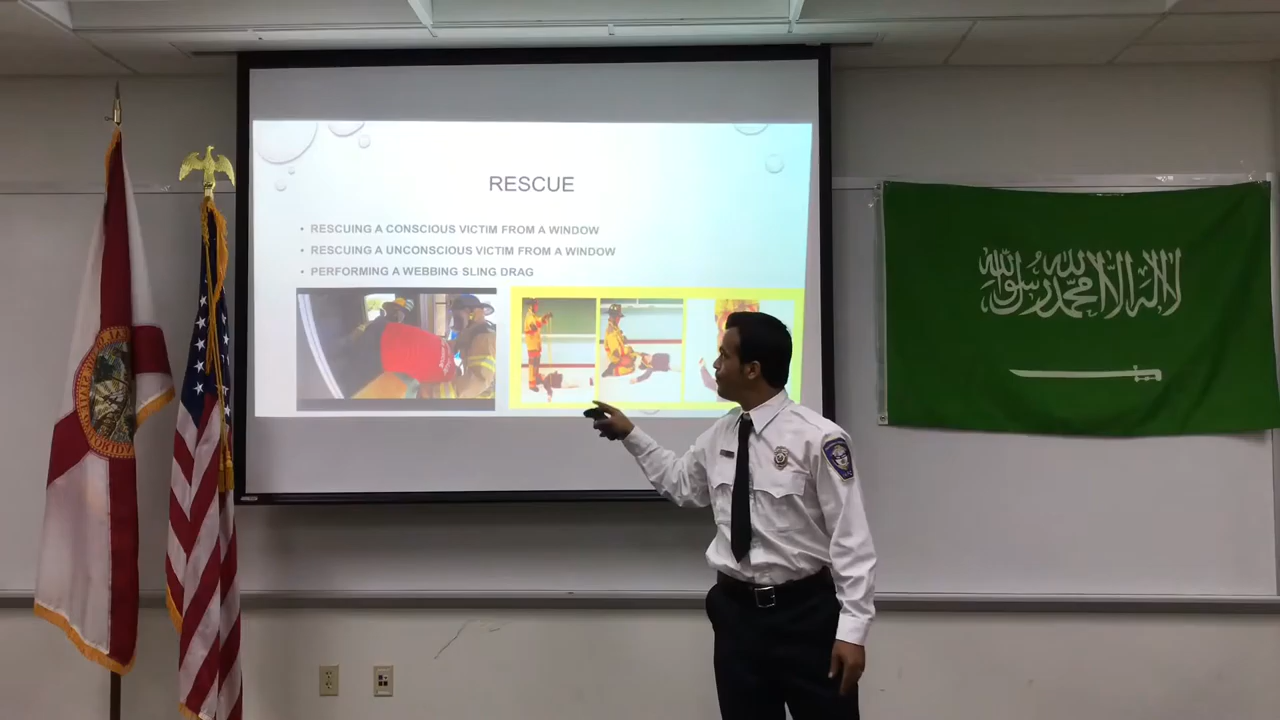 RESCUE
• RESCUING A CONSCIOUS VICTIM FROM A WINDOW
• RESCUING A UNCONSCIOUS VICTIM FROM A WINDOW
• PERFORMING A WEBBING SLING DRAG
لا إله إلا الله محمد رسول الله